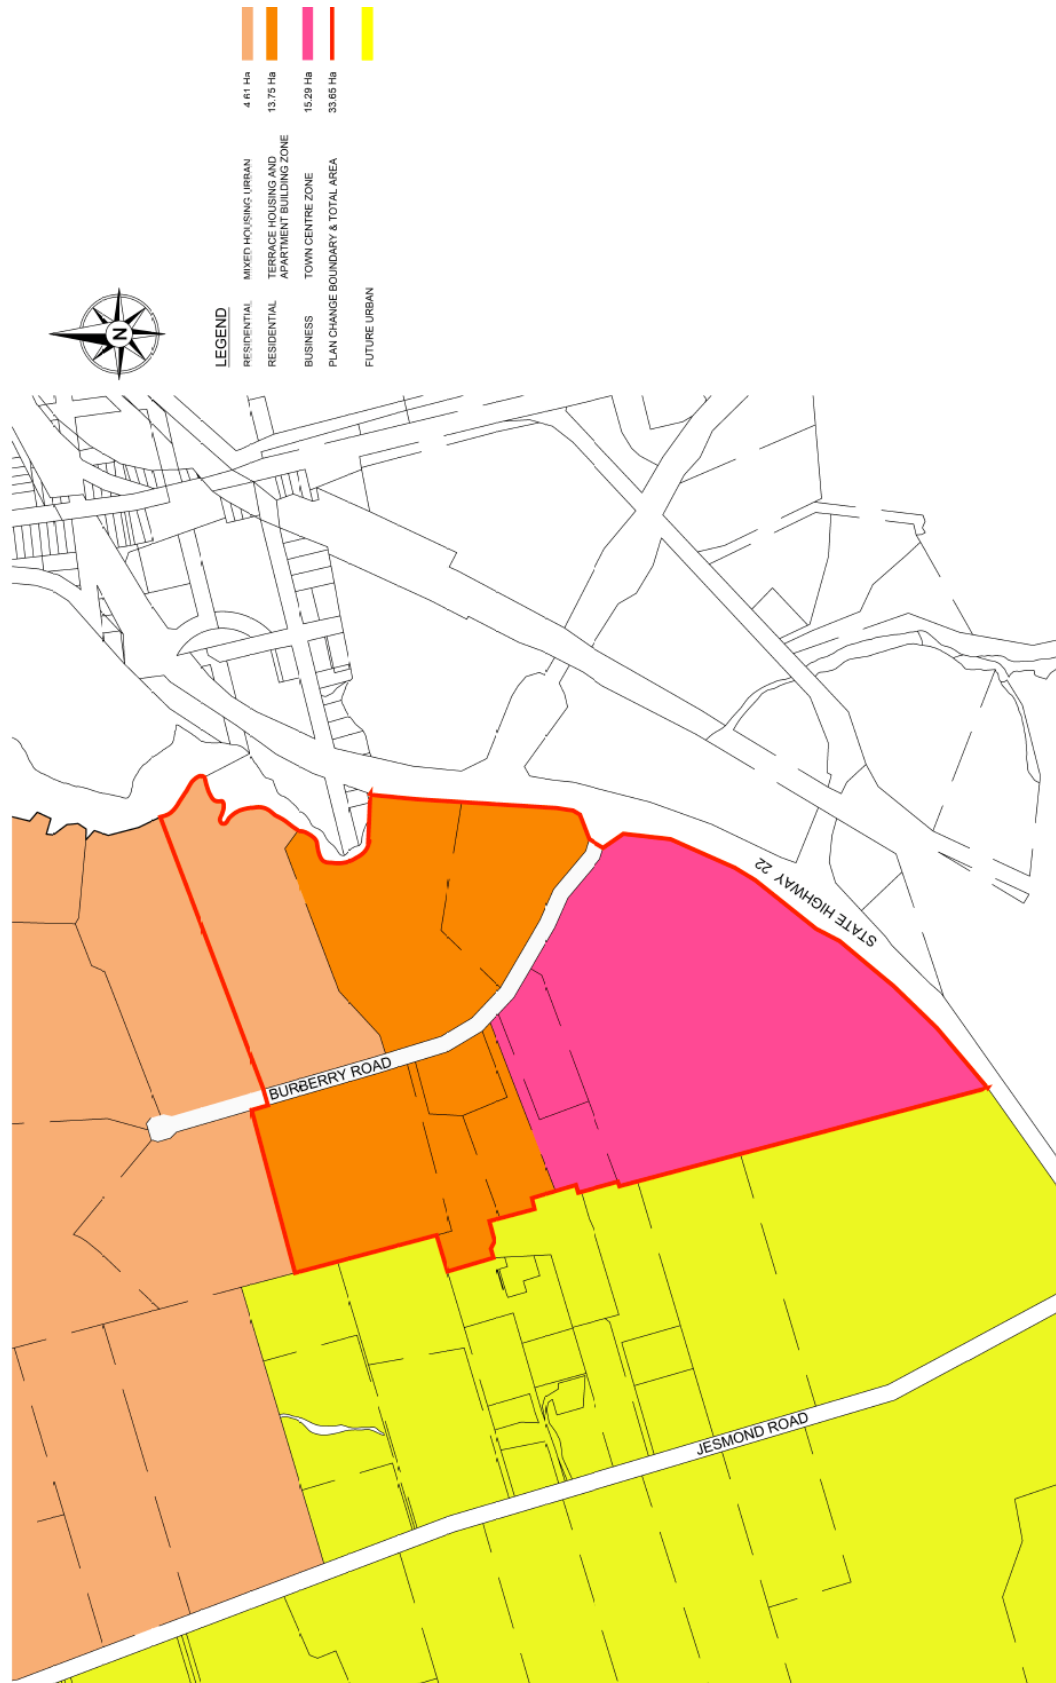 N
LEGEND
RESIDENTIAL MIXED HOUSING URBAN 4.61 Ha
RESIDENTIAL TERRACE HOUSING AND
APARTMENT BUILDING ZONE 13.75 Ha
BUSINESS TOWN CENTRE ZONE 15.29 Ha
PLAN CHANGE BOUNDARY & TOTAL AREA 33.65 Ha
FUTURE URBAN
STATE HIGHWAY 22
BURBERRY ROAD
JESMOND ROAD